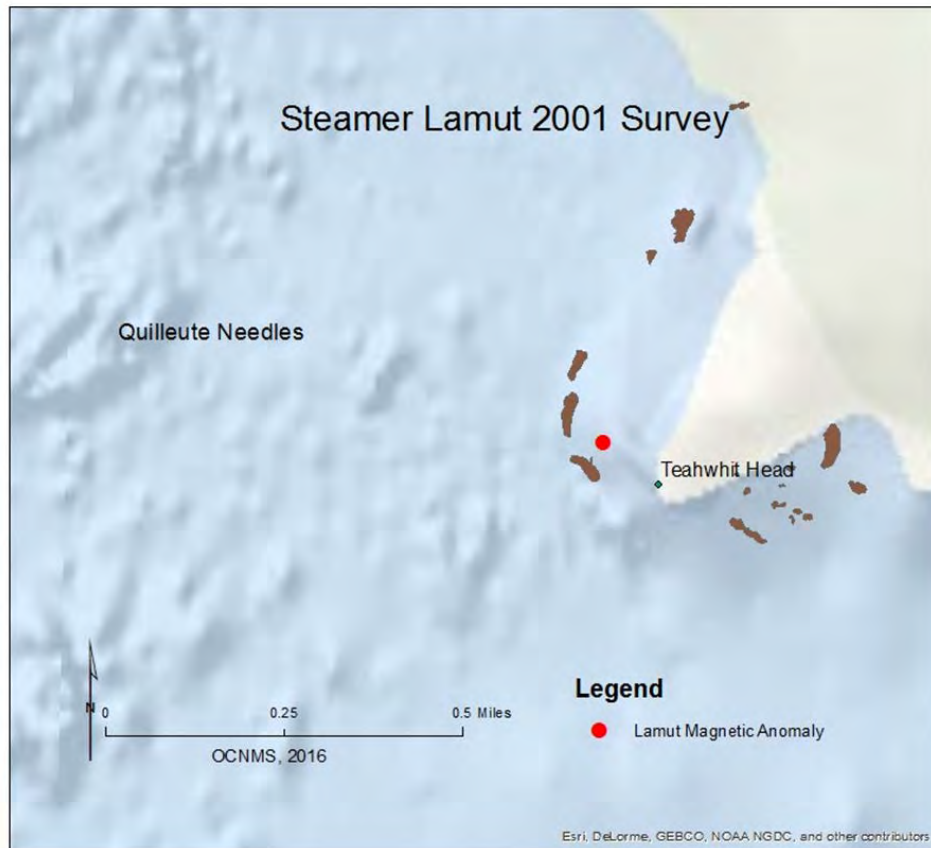 Steamer Lamut 2001 Survey
Quilleute Needles
Teahwhit Head
Legend
N
0 0.25 0.5 Miles
Lamut Magnetic Anomaly
OCNMS, 2016
Esri, DeLorme, GEBCO, NOAA NGDC, and other contributors